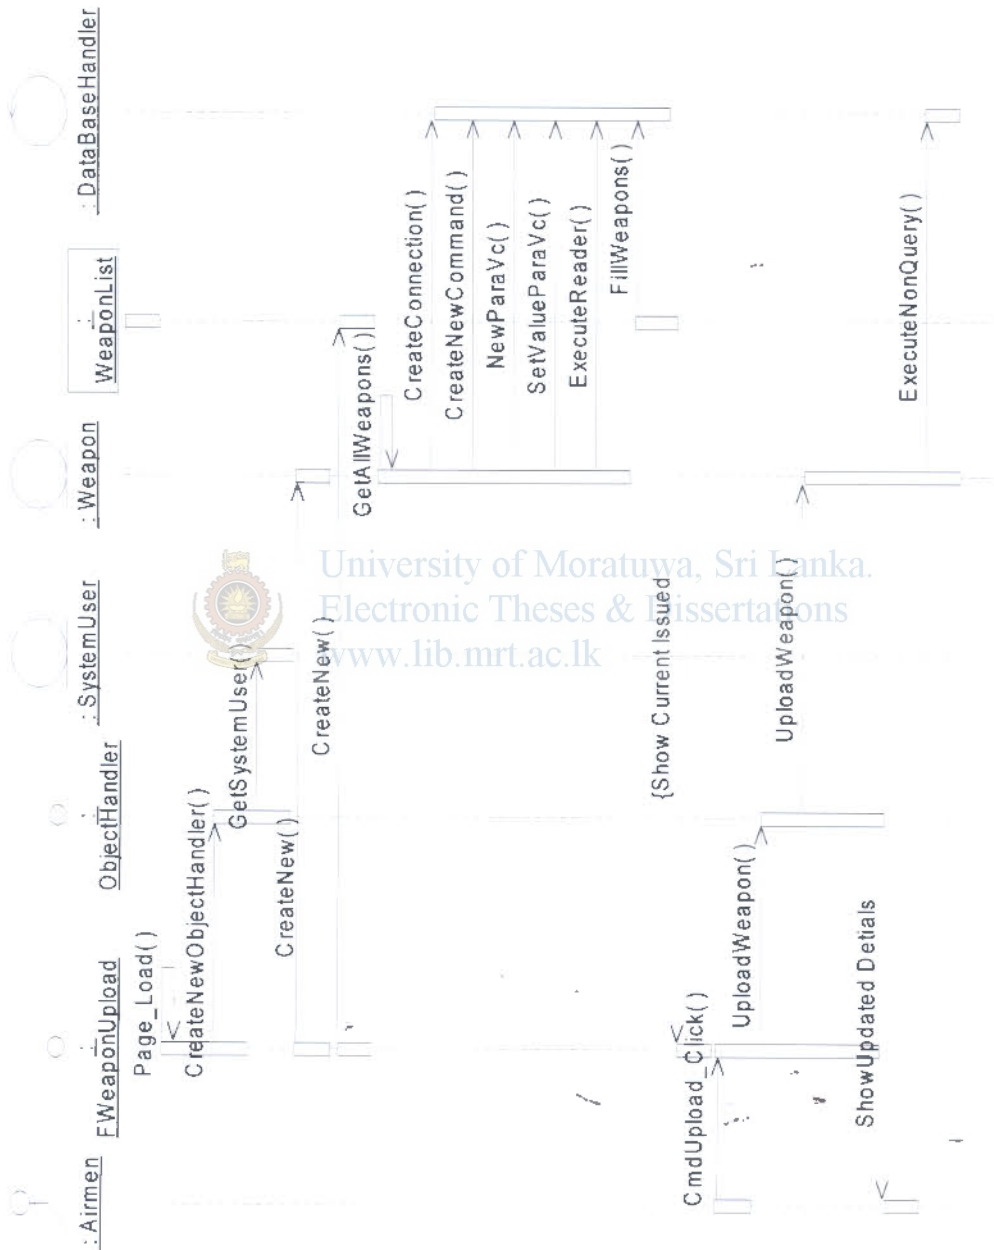 : Airmen
:
FWeaponUpload
:
ObjectHandler
: SystemUser
: Weapon
:
WeaponList
: DataBaseHandler
Page_Load( )
CreateNewObjectHandler( )
GetSystemUser( )
CreateNew( )
CreateNew( )
GetAllWeapons( )
CreateConnection( )
CreateNewCommand( )
NewParaVc( )
SetValueParaVc( )
ExecuteReader( )
FillWeapons( )
{Show Current Issued
CmdUpload_Click( )
UploadWeapon( )
UploadWeapon( )
ShowUpdated Detials
ExecuteNonQuery( )
University of Moratuwa, Sri Lanka.
Electronic Theses & Dissertations
www.lib.mrt.ac.lk